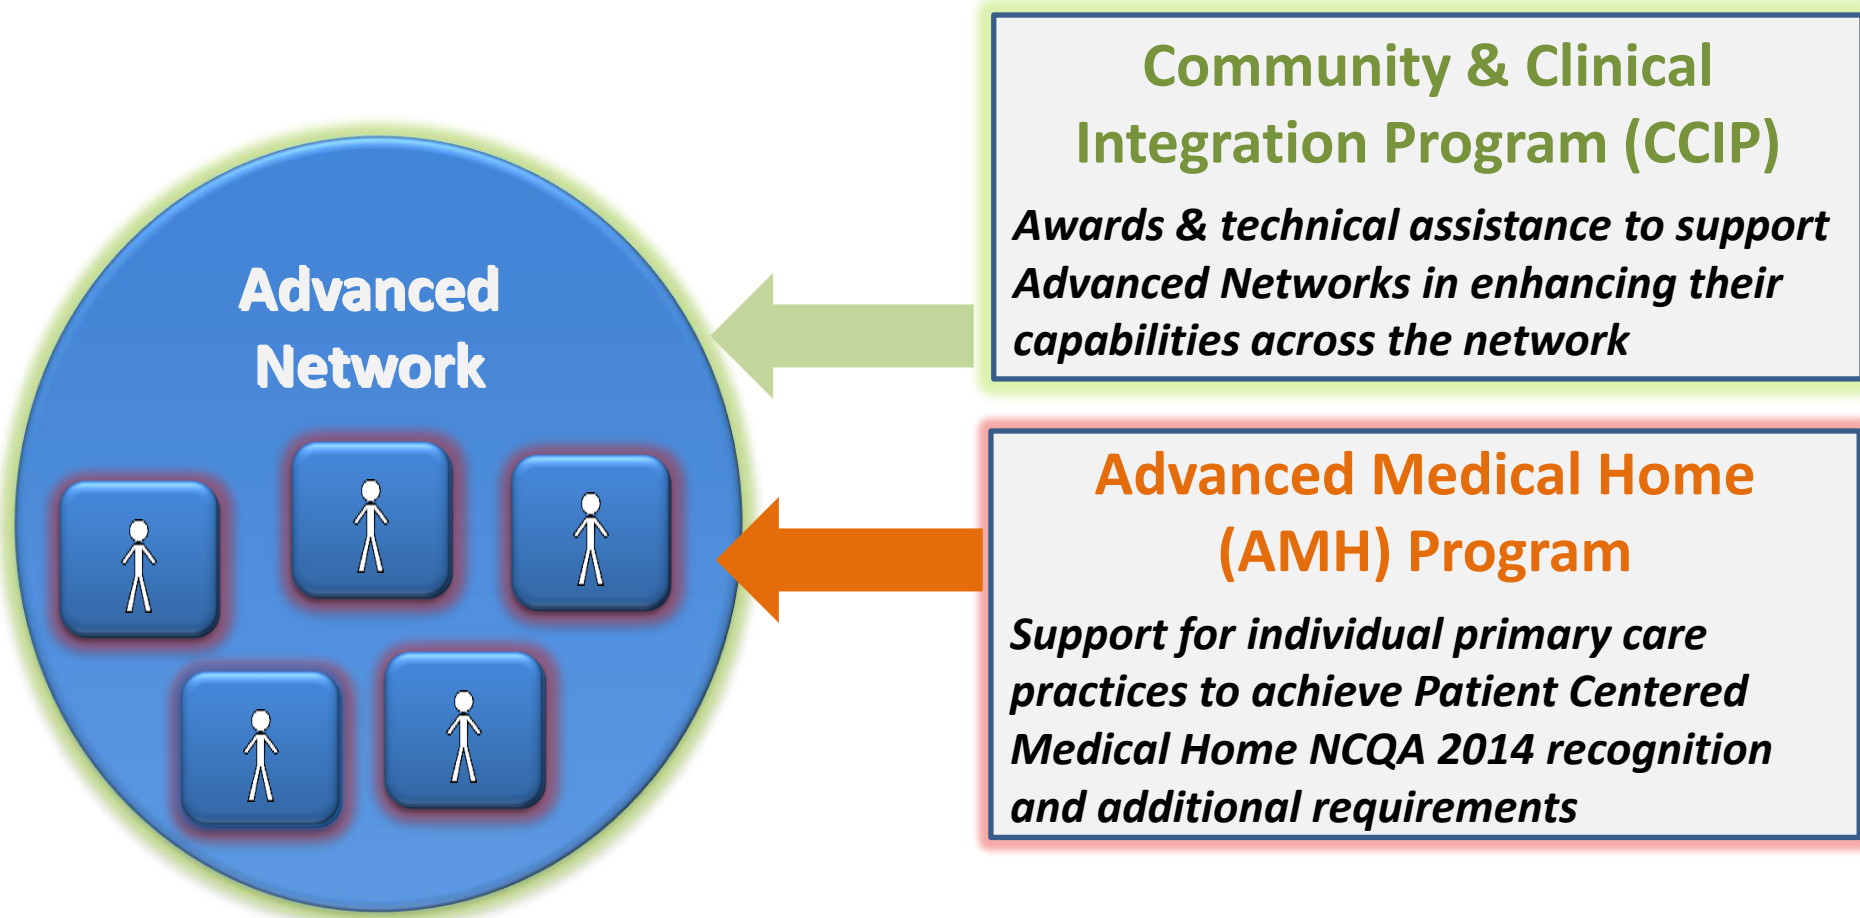 Advanced
Network
Community & Clinical
Integration Program (CCIP)
Awards & technical assistance to support
Advanced Networks in enhancing their
capabilities across the network
Advanced Medical Home
(AMH) Program
Support for individual primary care
practices to achieve Patient Centered
Medical Home NCQA 2014 recognition
and additional requirements